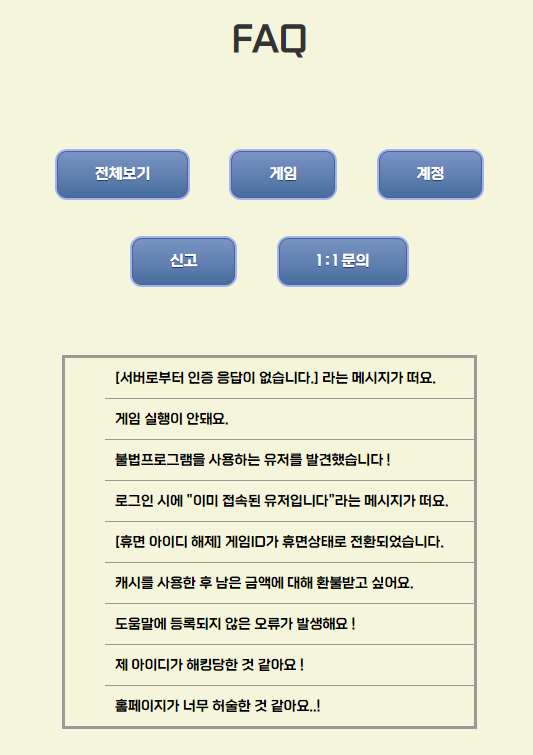 FAQ
전체보기 게임 계정
신고 1:1문의
[서버로부터 인증 응답이 없습니다.] 라는 메시지가 떠요.
게임 실행이 안돼요.
불법프로그램을 사용하는 유저를 발견했습니다!
로그인 시에 "이미 접속된 유저입니다"라는 메시지가 떠요.
[휴면 아이디 해제] 게임ID가 휴면상태로 전환되었습니다.
캐시를 사용한 후 남은 금액에 대해 환불받고 싶어요.
도움말에 등록되지 않은 오류가 발생해요!
제 아이디가 해킹당한 것 같아요!
홈페이지가 너무 허술한 것 같아요..!